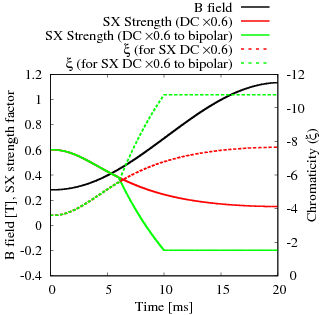 B field
SX Strength (DC ×0.6)
SX Strength (DC ×0.6 to bipolar)
ξ (for SX DC ×0.6)
ξ (for SX DC ×0.6 to bipolar)
1.2
1
0.8
0.6
0.4
0.2
0
-0.2
-0.4
-12
-10
-8
-6
-4
-2
0
0
5
10
15
20
B field [T], SX strength factor
Chromaticity (ξ)
Time [ms]